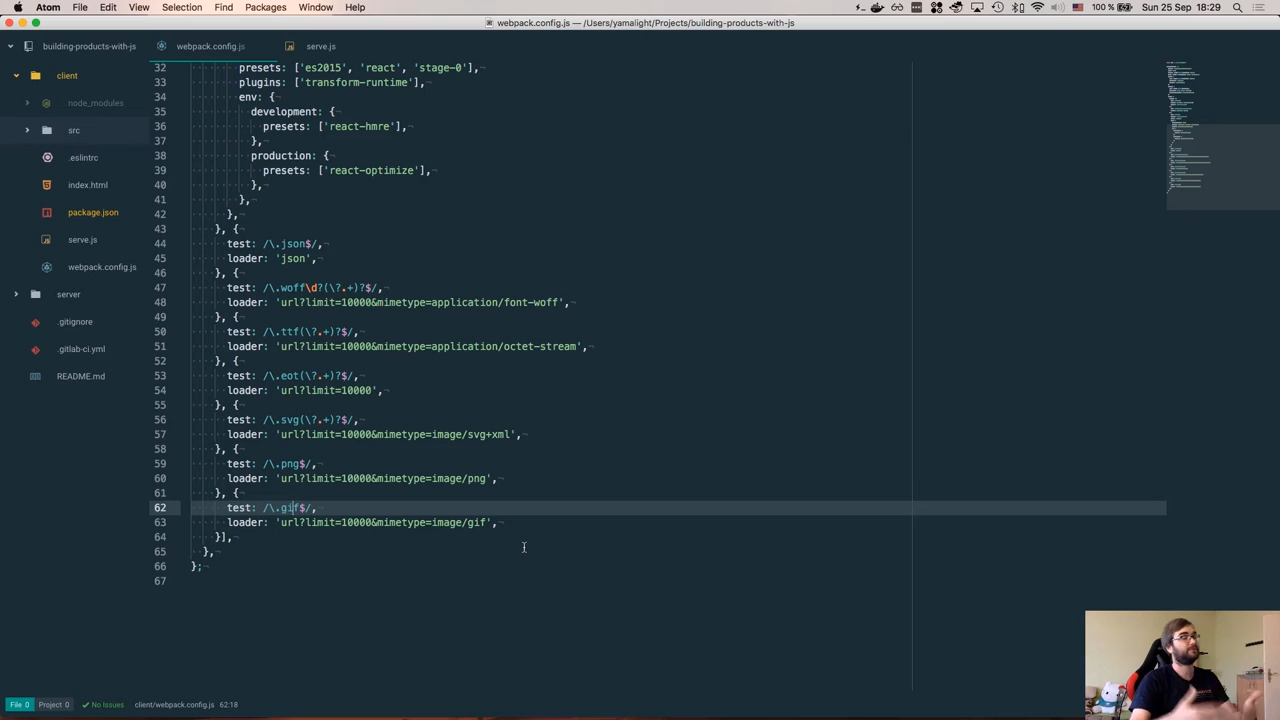 Atom File Edit View Selection Find Packages Window Help 100 % Sun 25 Sep 18:29
webpack.config.js — /Users/yamalight/Projects/building-products-with-js
building-products-with-js webpack.config.js serve.js
client
node_modules
src
.eslintrc
index.html
package.json
serve.js
webpack.config.js
server
.gitignore
.gitlab-ci.yml
README.md
32 presets: ['es2015', 'react', 'stage-0'],
33 plugins: ['transform-runtime'],
34 env: {
35 development: {
36 presets: ['react-hmre'],
37 },
38 production: {
39 presets: ['react-optimize'],
40 },
41 },
42 },
43 }, {
44 test: /\.json$/,
45 loader: 'json',
46 }, {
47 test: /\.woff\d?(\?.+)?$/,
48 loader: 'url?limit=10000&mimetype=application/font-woff',
49 }, {
50 test: /\.ttf(\?.+)?$/,
51 loader: 'url?limit=10000&mimetype=application/octet-stream',
52 }, {
53 test: /\.eot(\?.+)?$/,
54 loader: 'url?limit=10000',
55 }, {
56 test: /\.svg(\?.+)?$/,
57 loader: 'url?limit=10000&mimetype=image/svg+xml',
58 }, {
59 test: /\.png$/,
60 loader: 'url?limit=10000&mimetype=image/png',
61 }, {
62 test: /\.gif$/,
63 loader: 'url?limit=10000&mimetype=image/gif',
64 }],
65 },
66 };
67
File 0 Project 0 No Issues client/webpack.config.js 62:18